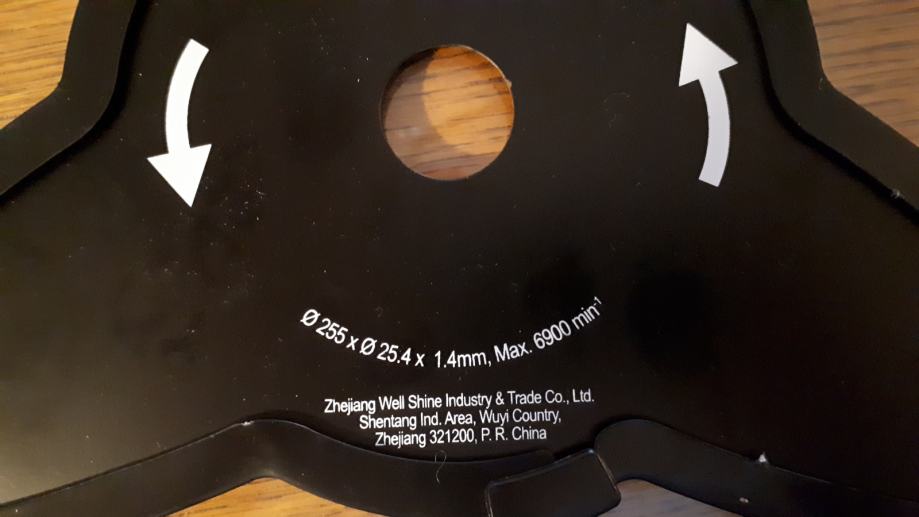 Ø 255 x Ø 25.4 x 1.4mm, Max. 6900 min⁻¹
Zhejiang Well Shine Industry & Trade Co., Ltd.
Shentang Ind. Area, Wuyi Country,
Zhejiang 321200, P. R. China